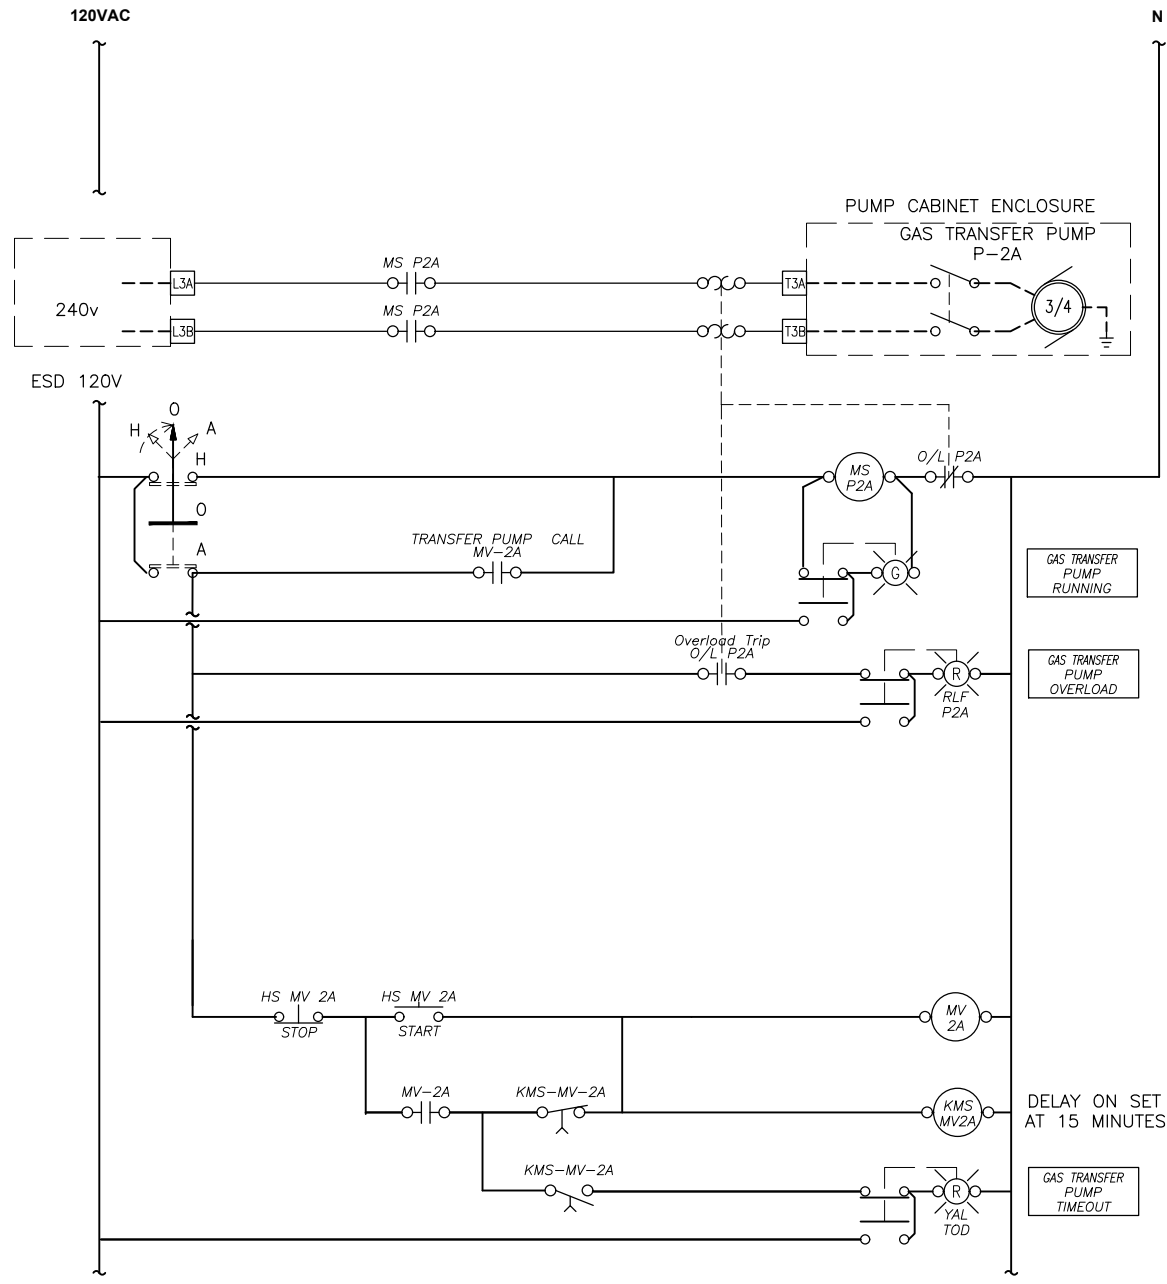 120VAC
N
PUMP CABINET ENCLOSURE
GAS TRANSFER PUMP
P-2A
MS P2A
L3A
T3A
240v
MS P2A
3/4
L3B
T3B
ESD 120V
O
H
A
H
O/L P2A
MS
P2A
O
TRANSFER PUMP CALL
MV-2A
A
G
GAS TRANSFER
PUMP
RUNNING
Overload Trip
O/L P2A
R
RLF
P2A
GAS TRANSFER
PUMP
OVERLOAD
HS MV 2A
STOP
HS MV 2A
START
MV
2A
MV-2A
KMS-MV-2A
KMS
MV2A
DELAY ON SET
AT 15 MINUTES
KMS-MV-2A
R
YAL
TOD
GAS TRANSFER
PUMP
TIMEOUT